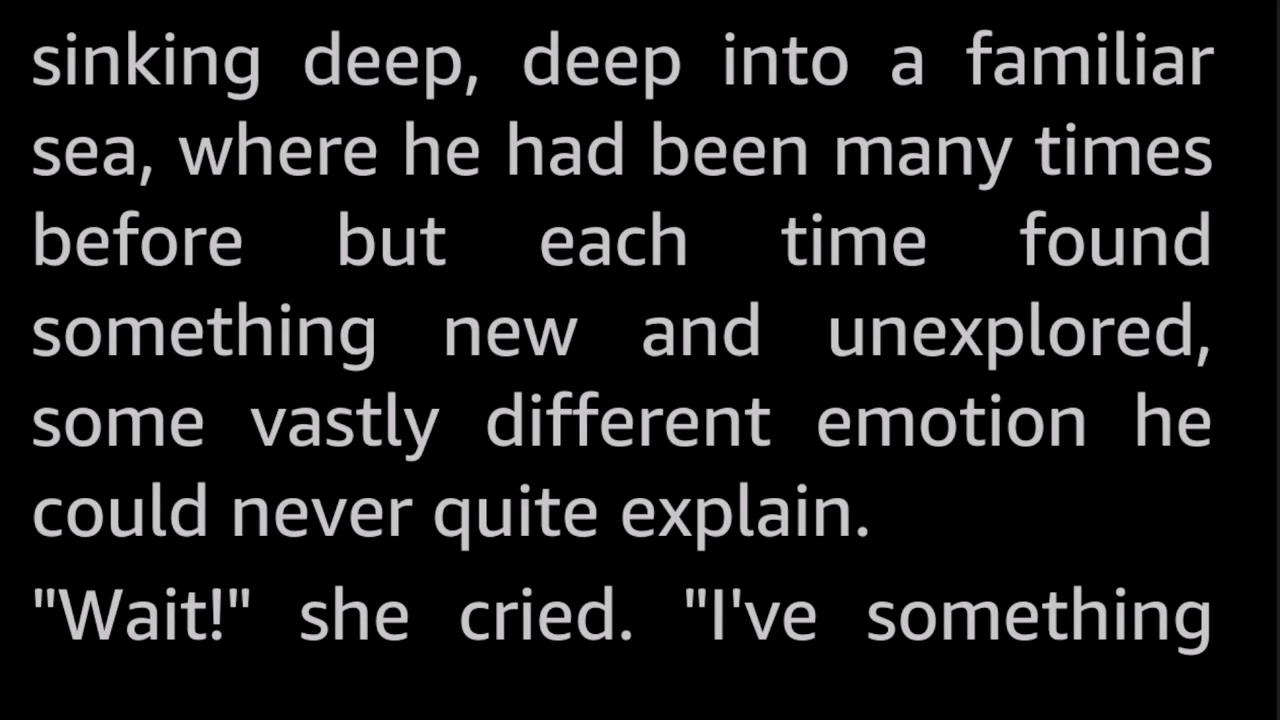 sinking deep, deep into a familiar
sea, where he had been many times
before but each time found
something new and unexplored,
some vastly different emotion he
could never quite explain.
"Wait!" she cried. "I've something